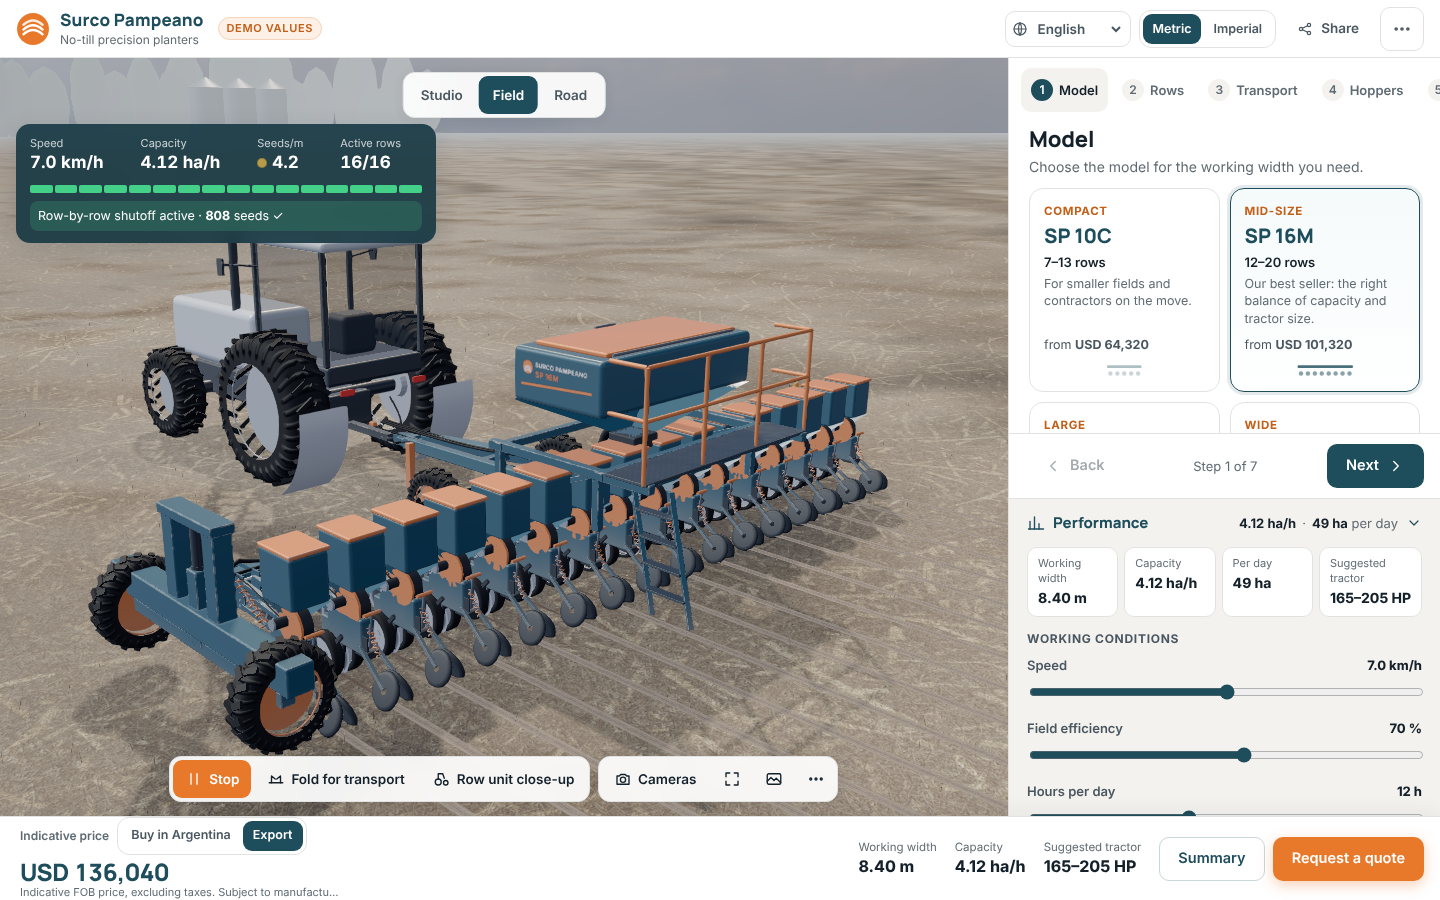 Surco Pampeano
No-till precision planters
DEMO VALUES
English
Metric
Imperial
Share
Studio
Field
Road
Speed
7.0 km/h
Capacity
4.12 ha/h
Seeds/m
4.2
Active rows
16/16
Row-by-row shutoff active · 808 seeds ✓
SURCO PAMPEANO
SP 16M
Stop
Fold for transport
Row unit close-up
Cameras
1 Model
2 Rows
3 Transport
4 Hoppers
5
Model
Choose the model for the working width you need.
COMPACT
SP 10C
7–13 rows
For smaller fields and
contractors on the move.
from USD 64,320
MID-SIZE
SP 16M
12–20 rows
Our best seller: the right
balance of capacity and
tractor size.
from USD 101,320
LARGE
WIDE
Back
Step 1 of 7
Next
Performance
4.12 ha/h · 49 ha per day
Working
width
8.40 m
Capacity
4.12 ha/h
Per day
49 ha
Suggested
tractor
165–205 HP
WORKING CONDITIONS
Speed
7.0 km/h
Field efficiency
70 %
Hours per day
12 h
Indicative price
Buy in Argentina
Export
USD 136,040
Indicative FOB price, excluding taxes. Subject to manufactu...
Working width
8.40 m
Capacity
4.12 ha/h
Suggested tractor
165–205 HP
Summary
Request a quote